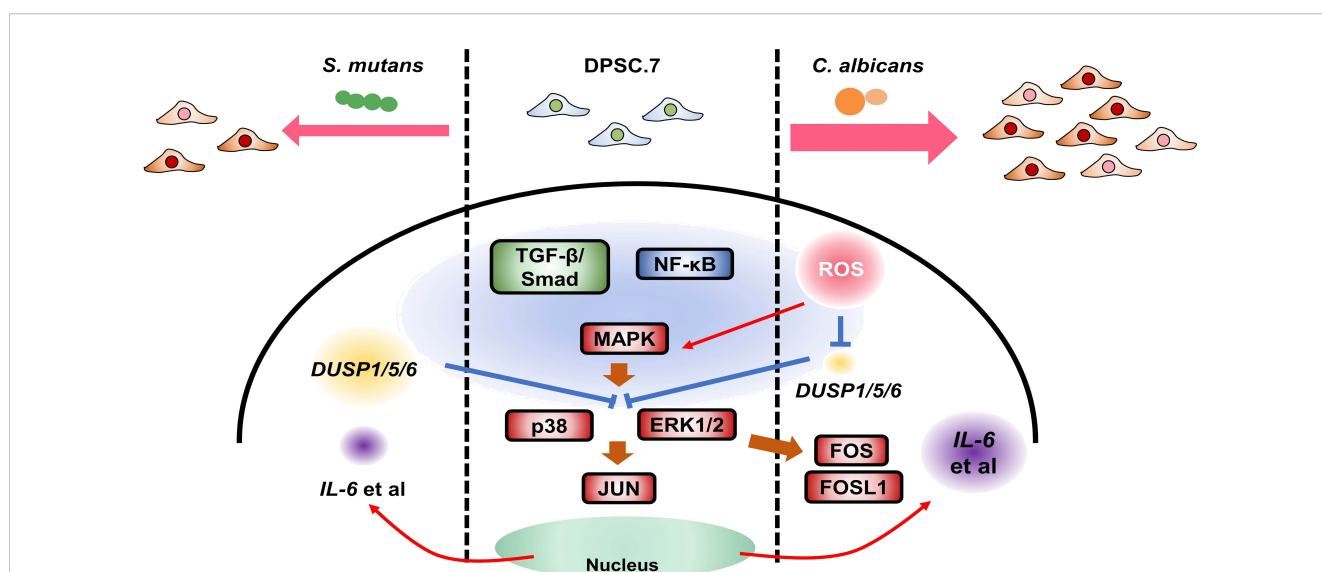 S. mutans
DPSC.7
C. albicans
TGF-β/
Smad
NF-κB
ROS
MAPK
DUSP1/5/6
DUSP1/5/6
p38
ERK1/2
FOS
IL-6
et al
IL-6 et al
JUN
FOSL1
Nucleus